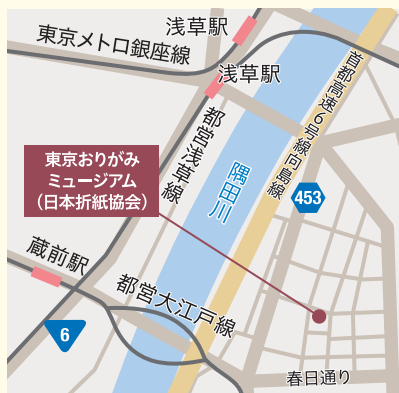 浅草駅
東京メトロ銀座線
浅草駅
首都高速6号線向島線
都営浅草線
東京おりがみ
ミュージアム
（日本折紙協会）
隅田川
453
蔵前駅
都営大江戸線
6
春日通り